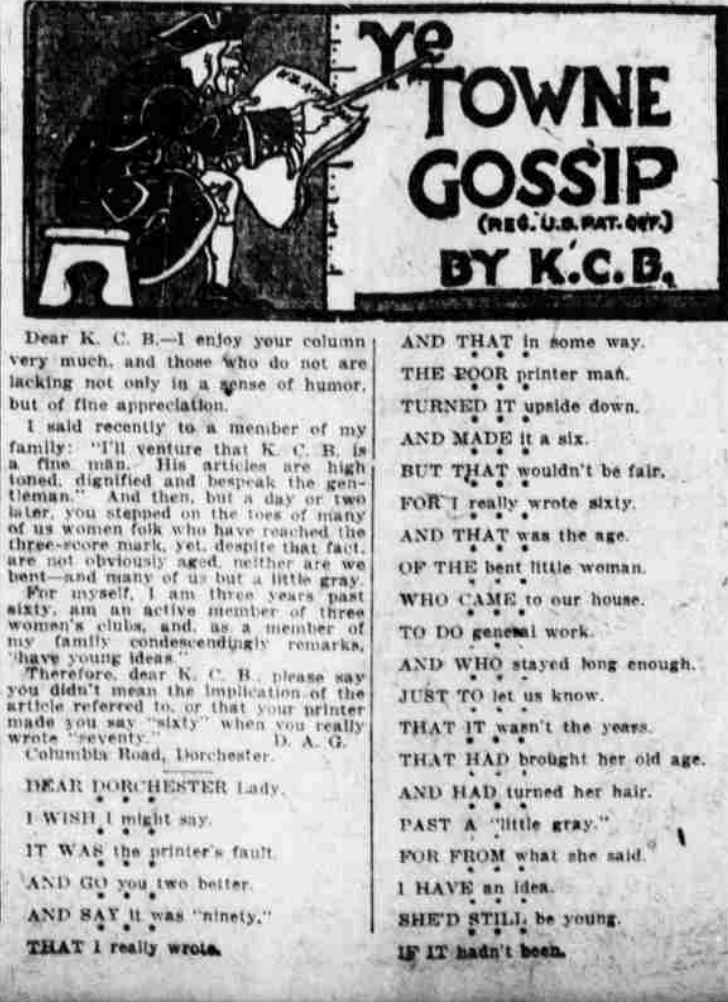 Ye
TOWNE
GOSSIP
(REG. U.S. PAT. OFF.)
BY K.C.B.
Dear K. C. B.—I enjoy your column
very much, and those who do not are
lacking not only in a sense of humor,
but of fine appreciation.
I said recently to a member of my
family: "I'll venture that K. C. B. is
a fine man. His articles are high
toned, dignified and bespeak the gen-
tleman." And then, but a day or two
later, you stepped on the toes of many
of us women folk who have reached the
three-score mark, yet, despite that fact,
are not obviously aged, neither are we
bent—and many of us but a little gray.
For myself, I am three years past
sixty, am an active member of three
women's clubs, and, as a member of
my family condescendingly remarks,
"have young ideas."
Therefore, dear K. C. B., please say
you didn't mean the implication of the
article referred to, or that your printer
made you say "sixty" when you really
wrote "seventy." D. A. G.
Columbia Road, Dorchester.
DEAR DORCHESTER Lady.
* * *
I WISH I might say.
* * *
IT WAS the printer's fault.
* * *
AND GO you two better.
* * *
AND SAY it was "ninety,"
* * *
THAT I really wrote.
AND THAT in some way.
* * *
THE POOR printer man.
* * *
TURNED IT upside down.
* * *
AND MADE it a six.
* * *
BUT THAT wouldn't be fair.
* * *
FOR I really wrote sixty.
* * *
AND THAT was the age.
* * *
OF THE bent little woman.
* * *
WHO CAME to our house.
* * *
TO DO general work.
* * *
AND WHO stayed long enough.
* * *
JUST TO let us know.
* * *
THAT IT wasn't the years.
* * *
THAT HAD brought her old age.
* * *
AND HAD turned her hair.
* * *
PAST A "little gray."
* * *
FOR FROM what she said.
* * *
I HAVE an idea.
* * *
SHE'D STILL be young.
* * *
IF IT hadn't been.